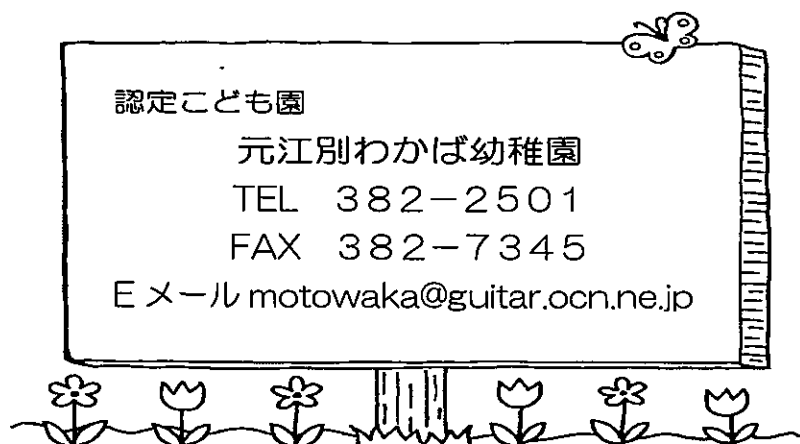 認定こども園
元江別わかば幼稚園
TEL　３８２－２５０１
FAX　３８２－７３４５
Eメール motowaka@guitar.ocn.ne.jp